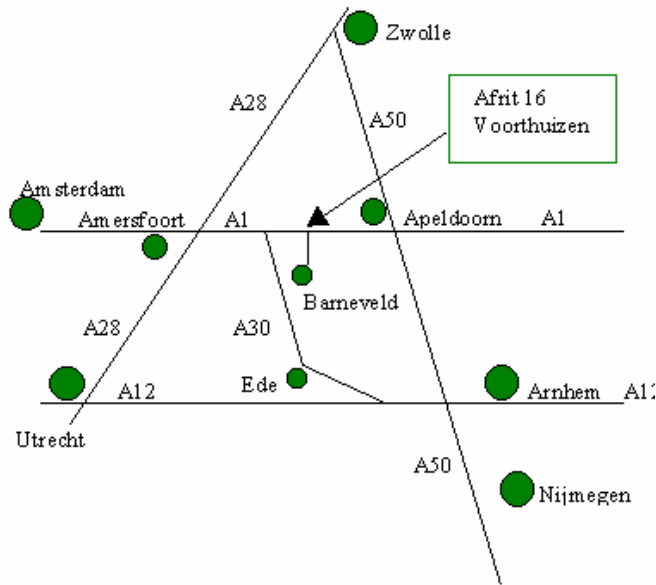 Zwolle
A28
A50
Afrit 16
Voorthuizen
Amsterdam
Amersfoort
A1
Apeldoorn
A1
Barneveld
A30
A28
Ede
A12
Arnhem
A12
Utrecht
A50
Nijmegen